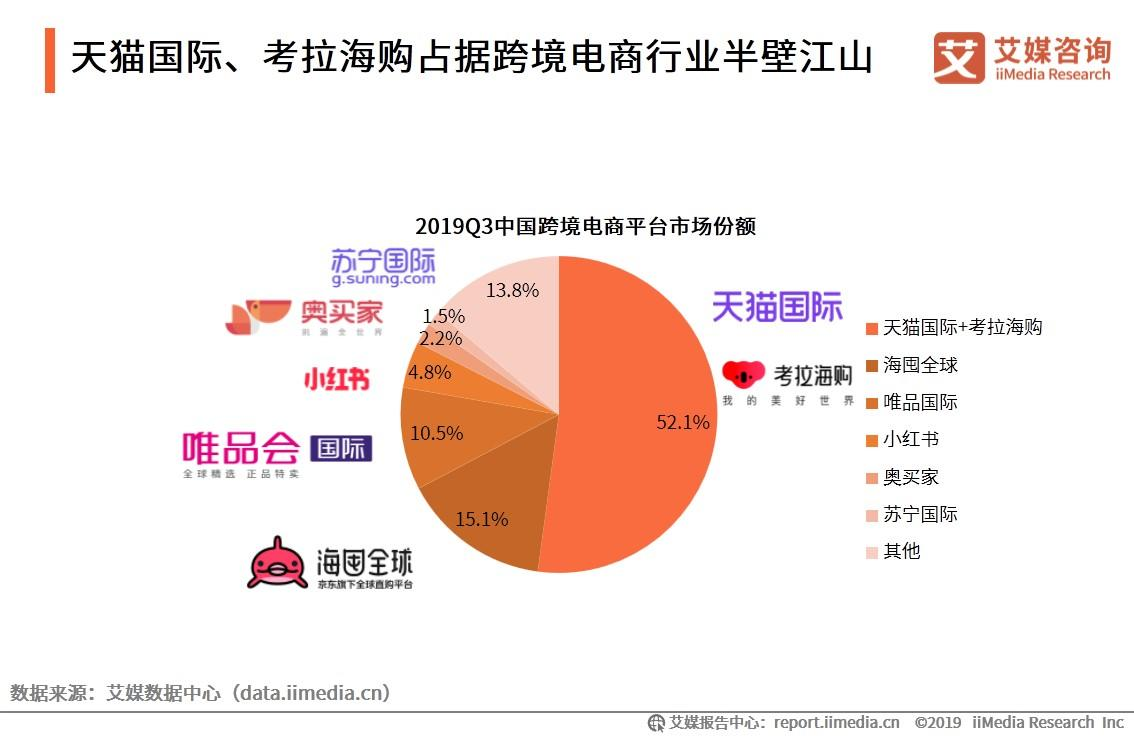 天猫国际、考拉海购占据跨境电商行业半壁江山
艾
艾媒咨询
iiMedia Research
2019Q3中国跨境电商平台市场份额
苏宁国际
g.suning.com
奥买家
小红书
唯品会 国际
全球精选 正品特卖
海囤全球
京东旗下全球直购平台
13.8%
1.5%
2.2%
4.8%
10.5%
15.1%
52.1%
天猫国际
考拉海购
我的美好世界
天猫国际+考拉海购
海囤全球
唯品国际
小红书
奥买家
苏宁国际
其他
数据来源：艾媒数据中心（data.iimedia.cn）
艾媒报告中心：report.iimedia.cn ©2019 iiMedia Research Inc